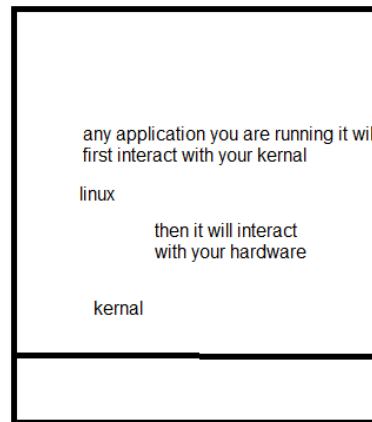 any application you are running it will
first interact with your kernal
linux
then it will interact
with your hardware
kernal